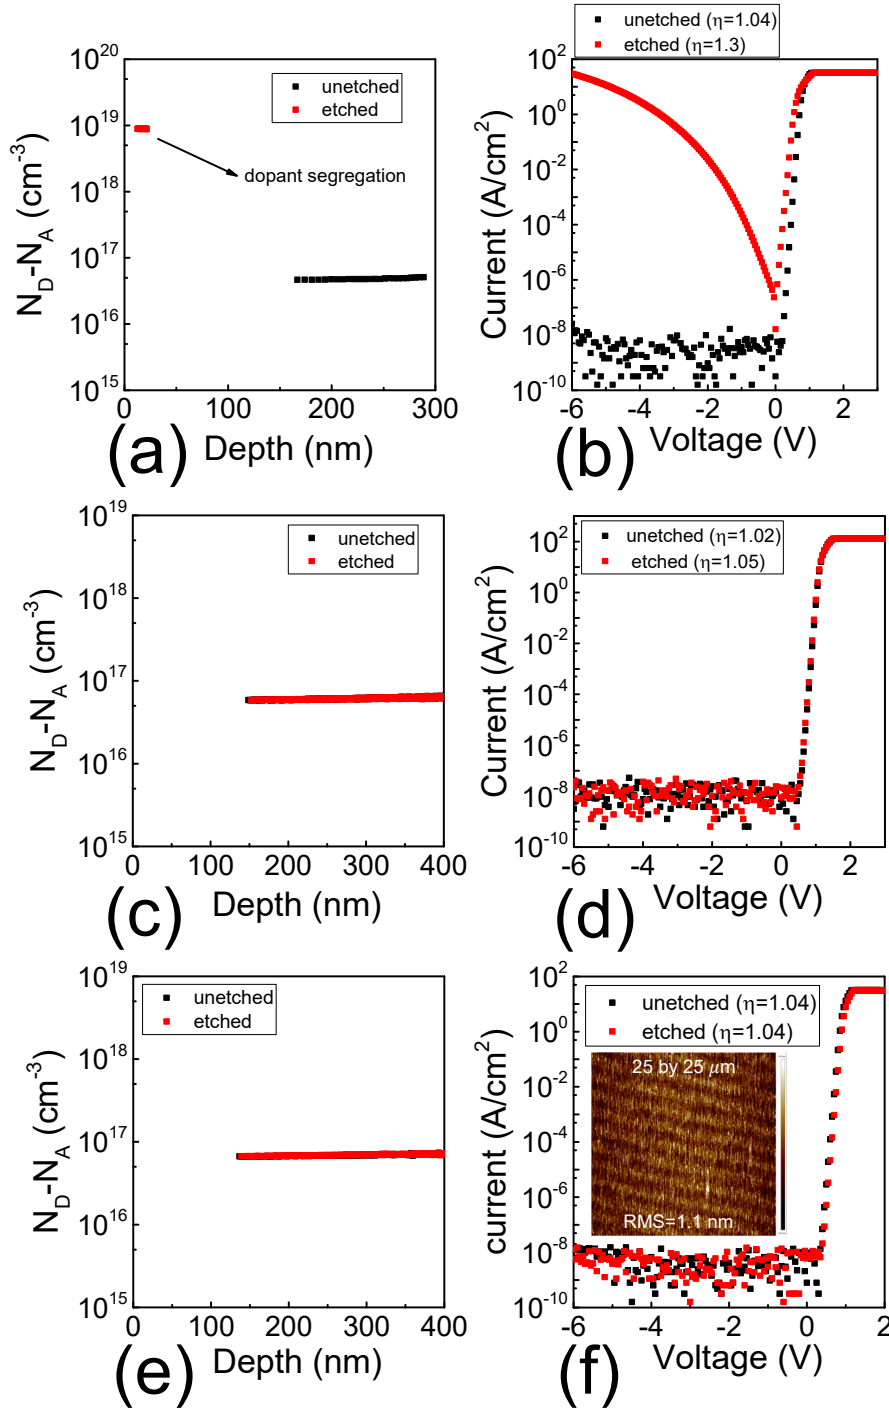 10^20
10^19
10^18
10^17
10^16
10^15
N_D-N_A (cm^-3)
unetched
etched
dopant segregation
0 100 200 300
Depth (nm)
(a)
unetched (η=1.04)
etched (η=1.3)
10^2
10^0
10^-2
10^-4
10^-6
10^-8
10^-10
Current (A/cm^2)
-6 -4 -2 0 2
Voltage (V)
(b)
10^19
10^18
10^17
10^16
10^15
N_D-N_A (cm^-3)
unetched
etched
0 100 200 300 400
Depth (nm)
(c)
unetched (η=1.02)
etched (η=1.05)
10^2
10^0
10^-2
10^-4
10^-6
10^-8
10^-10
Current (A/cm^2)
-6 -4 -2 0 2
Voltage (V)
(d)
10^19
10^18
10^17
10^16
10^15
N_D-N_A (cm^-3)
unetched
etched
0 100 200 300 400
Depth (nm)
(e)
unetched (η=1.04)
etched (η=1.04)
25 by 25 μm
RMS=1.1 nm
10^2
10^0
10^-2
10^-4
10^-6
10^-8
10^-10
current (A/cm^2)
-6 -4 -2 0 2
Voltage (V)
(f)